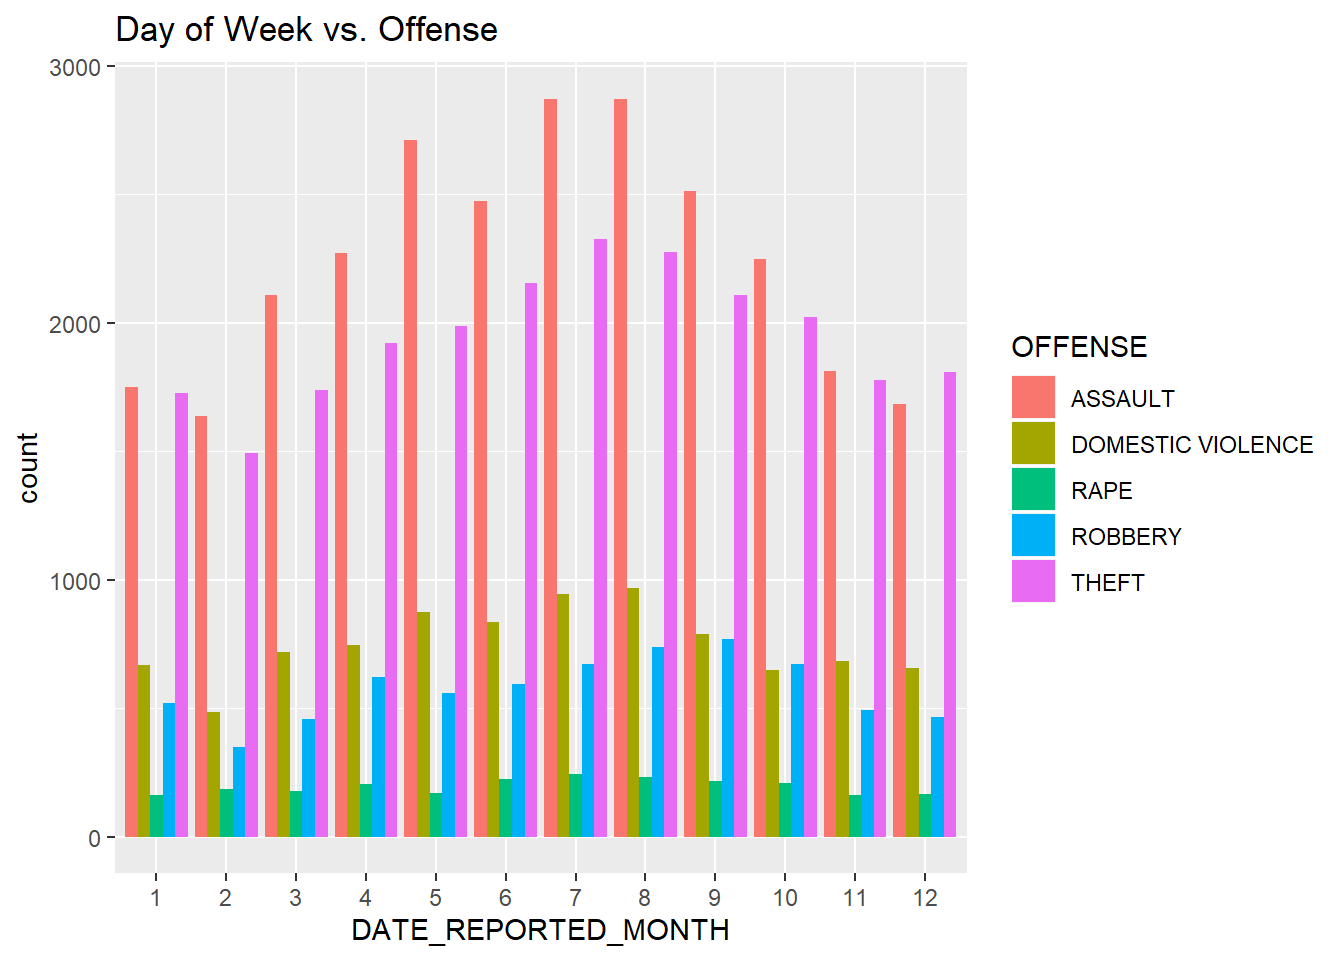 Day of Week vs. Offense
3000
2000
1000
0
count
1 2 3 4 5 6 7 8 9 10 11 12
DATE_REPORTED_MONTH
OFFENSE
ASSAULT
DOMESTIC VIOLENCE
RAPE
ROBBERY
THEFT